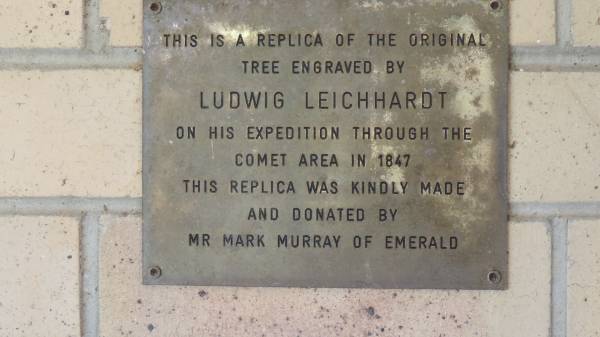 THIS IS A REPLICA OF THE ORIGINAL
TREE ENGRAVED BY
LUDWIG LEICHHARDT
ON HIS EXPEDITION THROUGH THE
COMET AREA IN 1847
THIS REPLICA WAS KINDLY MADE
AND DONATED BY
MR MARK MURRAY OF EMERALD